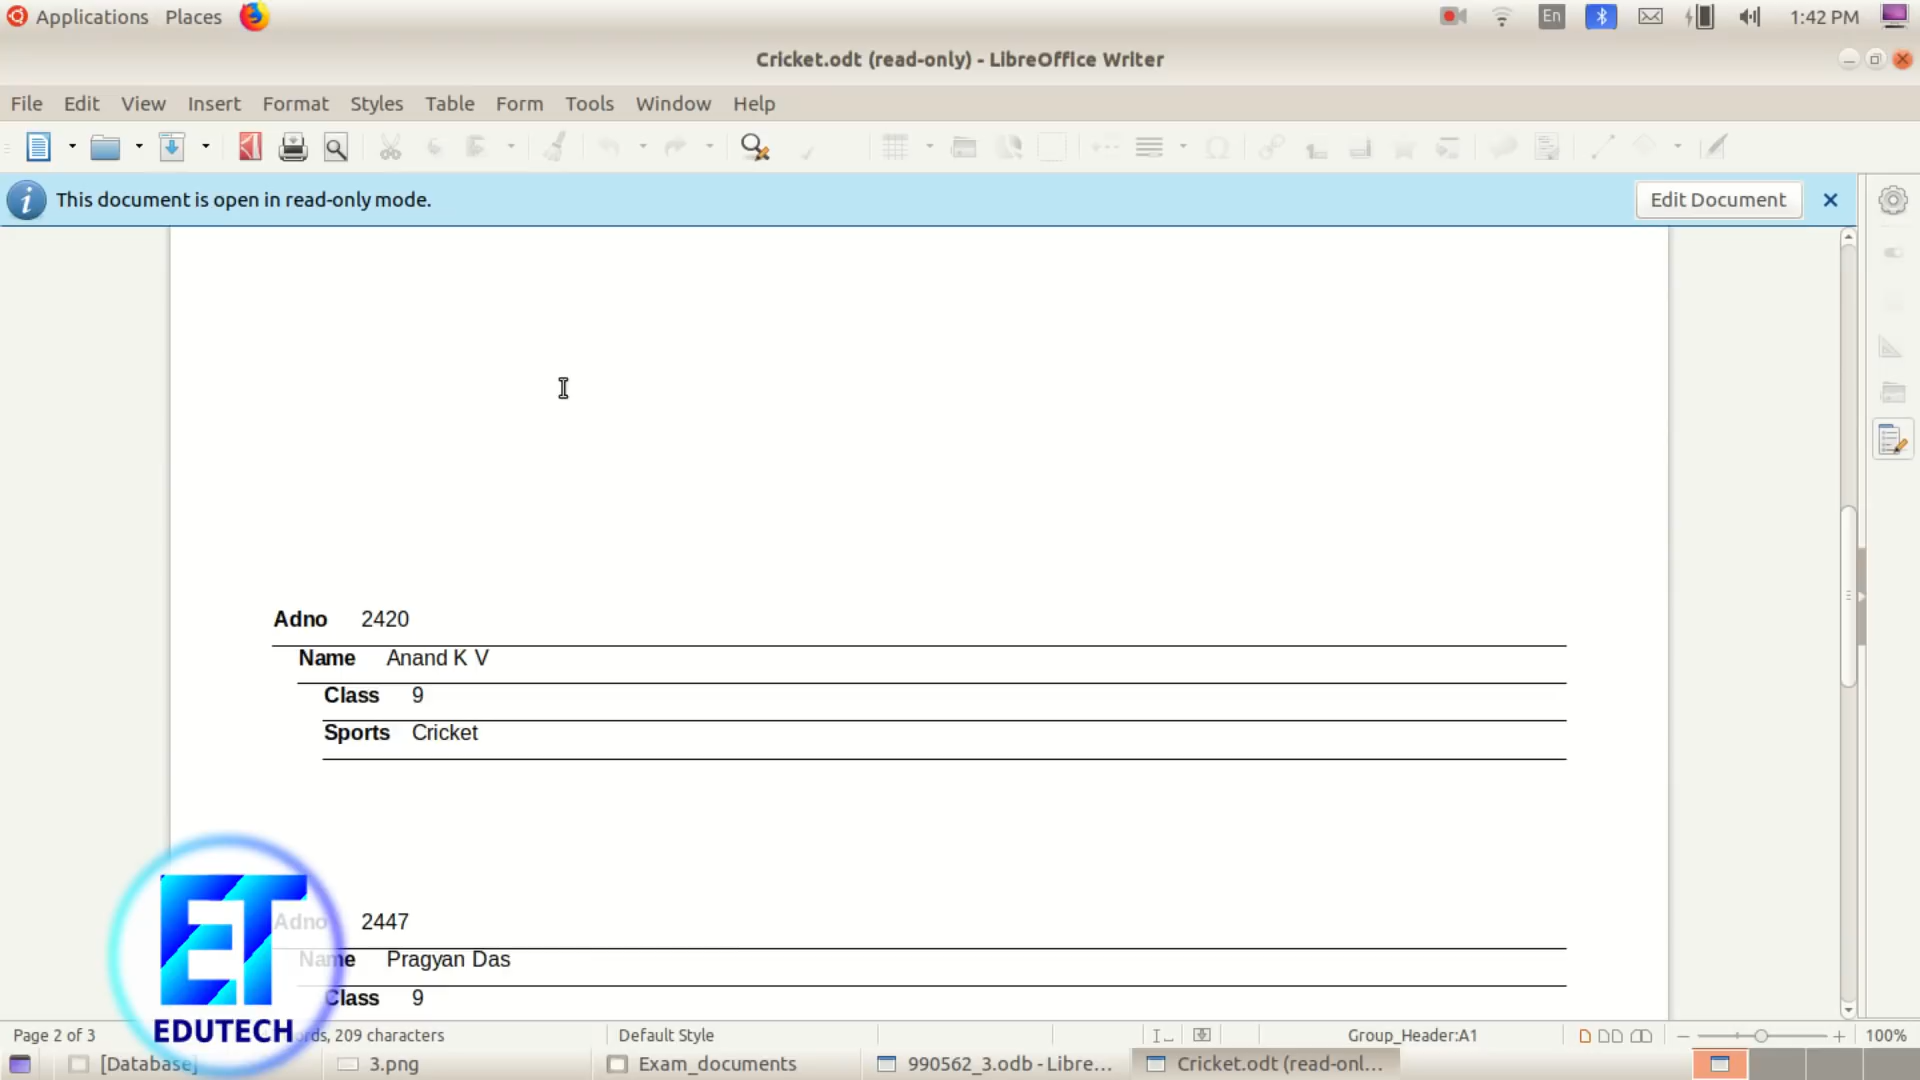 Applications Places
En
1:42 PM
Cricket.odt (read-only) - LibreOffice Writer
File Edit View Insert Format Styles Table Form Tools Window Help
This document is open in read-only mode.
Edit Document
Adno 2420
Name Anand K V
Class 9
Sports Cricket
Adno 2447
Name Pragyan Das
Class 9
ET
EDUTECH
Page 2 of 3
209 characters
Default Style
Group_Header:A1
100%
[Database]
3.png
Exam_documents
990562_3.odb - Libre...
Cricket.odt (read-onl...